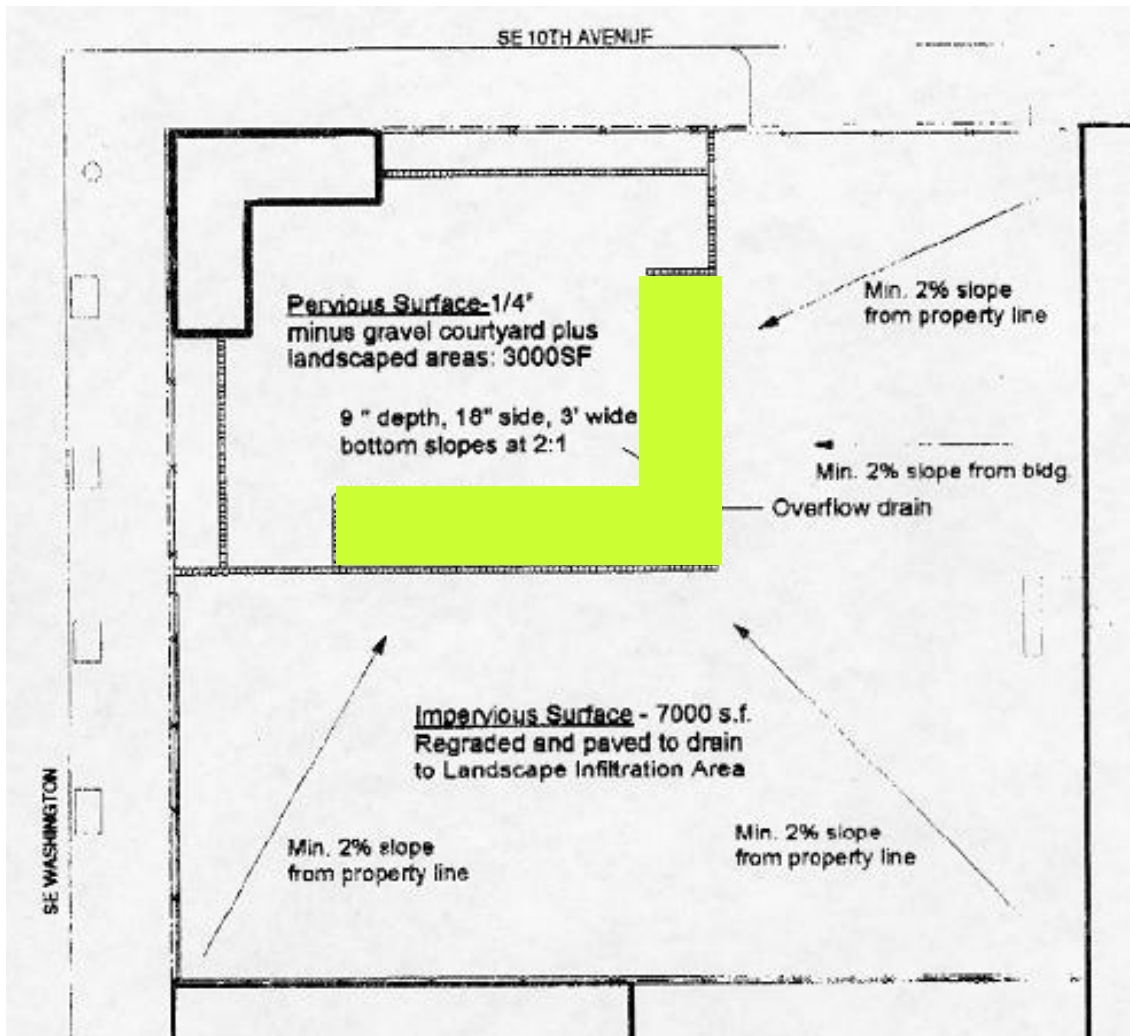 SE 10TH AVENUE
Min. 2% slope
from property line
Pervious Surface-1/4"
minus gravel courtyard plus
landscaped areas: 3000SF
9 " depth, 18" side, 3' wide
bottom slopes at 2:1
Min. 2% slope from bldg.
Overflow drain
Impervious Surface - 7000 s.f.
Regraded and paved to drain
to Landscape Infiltration Area
SE WASHINGTON
Min. 2% slope
from property line
Min. 2% slope
from property line